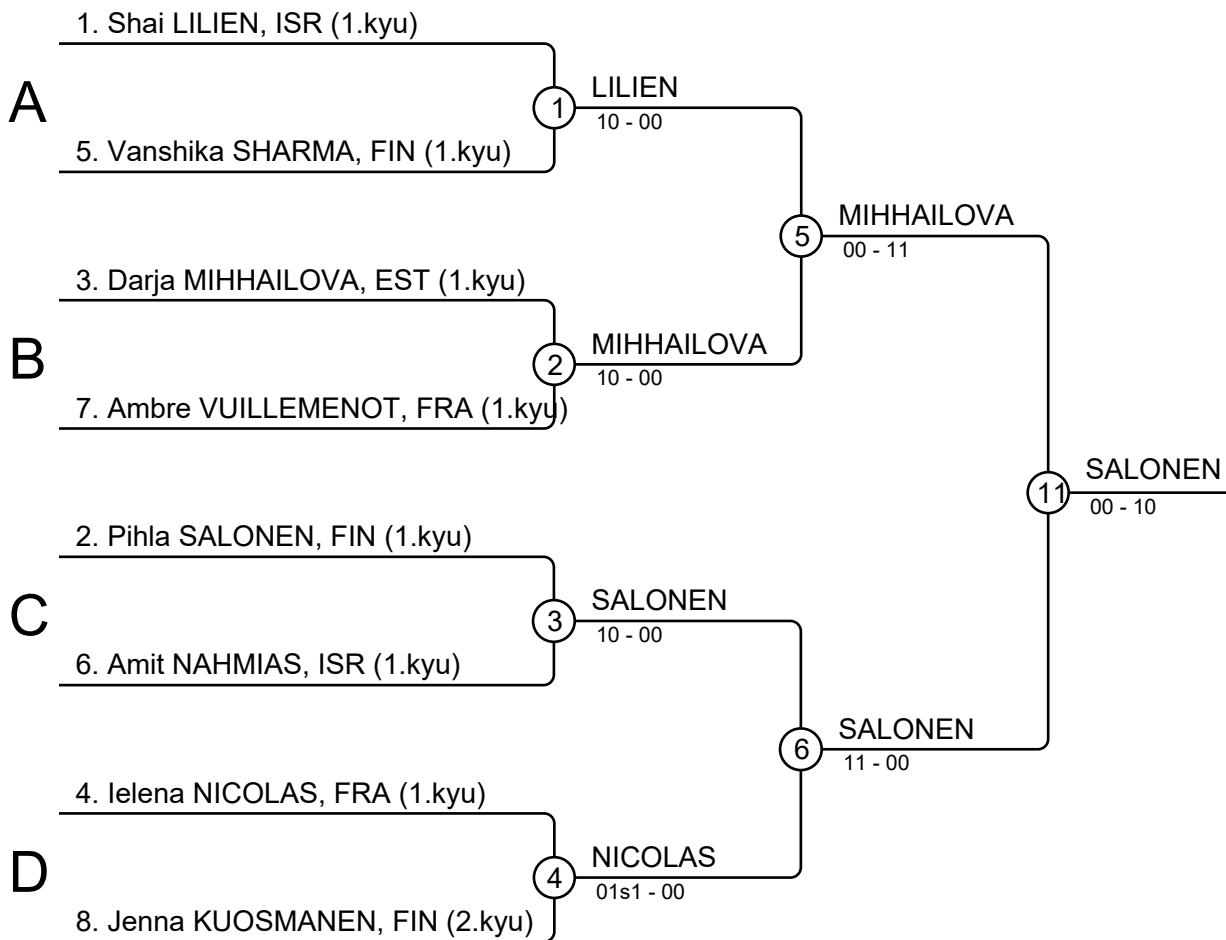 1. Shai LILIEN, ISR (1.kyu)
A
1
LILIEN
10 - 00
5. Vanshika SHARMA, FIN (1.kyu)
5
MIHHAILOVA
00 - 11
3. Darja MIHHAILOVA, EST (1.kyu)
B
2
MIHHAILOVA
10 - 00
7. Ambre VUILLEMENOT, FRA (1.kyu)
11
SALONEN
00 - 10
2. Pihla SALONEN, FIN (1.kyu)
C
3
SALONEN
10 - 00
6. Amit NAHMIAS, ISR (1.kyu)
6
SALONEN
11 - 00
4. Ielena NICOLAS, FRA (1.kyu)
D
4
NICOLAS
01s1 - 00
8. Jenna KUOSMANEN, FIN (2.kyu)